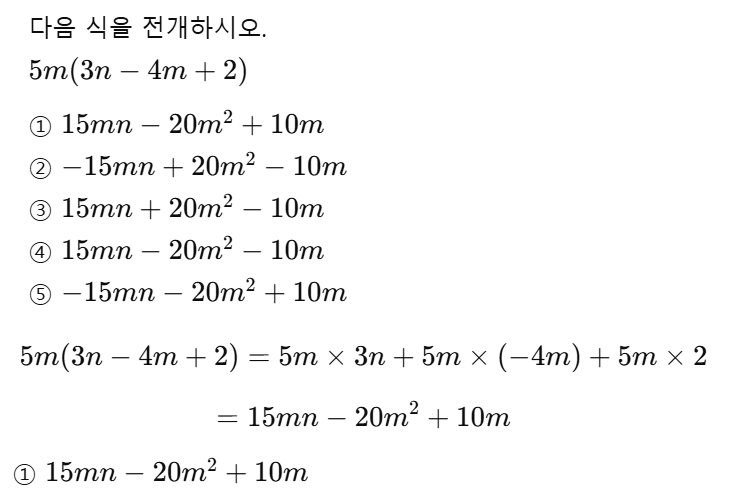 다음 식을 전개하시오.
5m(3n − 4m + 2)
① 15mn − 20m² + 10m
② −15mn + 20m² − 10m
③ 15mn + 20m² − 10m
④ 15mn − 20m² − 10m
⑤ −15mn − 20m² + 10m
5m(3n − 4m + 2) = 5m × 3n + 5m × (−4m) + 5m × 2
= 15mn − 20m² + 10m
① 15mn − 20m² + 10m